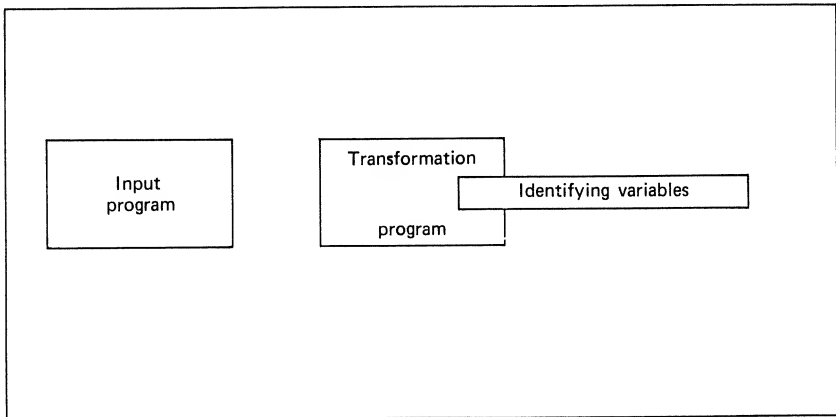 Input
program
Transformation
program
Identifying variables